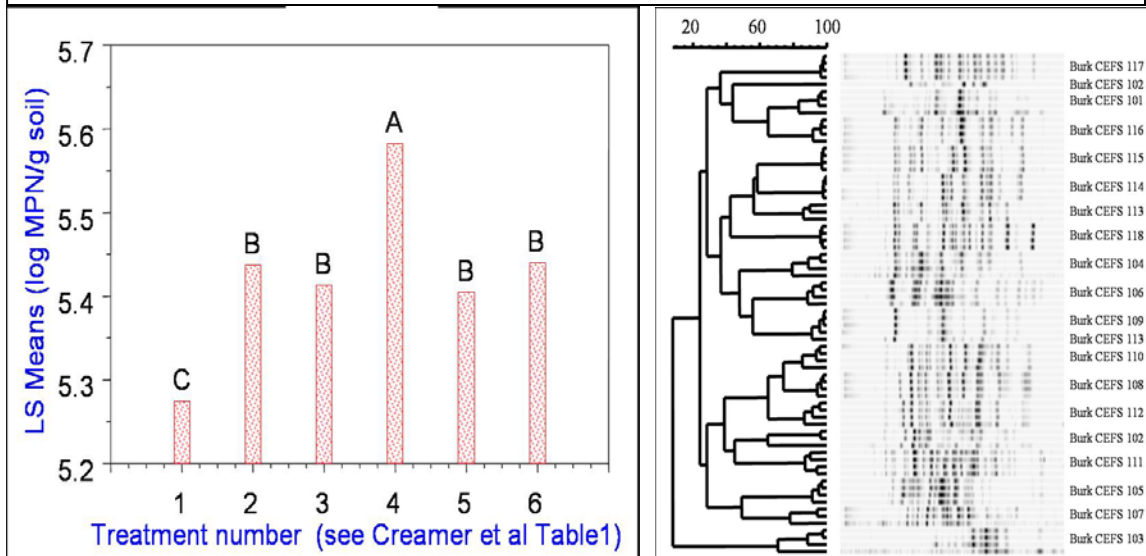 5.7
5.6
5.5
5.4
5.3
5.2
LS Means (log MPN/g soil)
C
B
B
A
B
B
1 2 3 4 5 6
Treatment number (see Creamer et al Table1)
20 60 100
Burk CEFS 117
Burk CEFS 102
Burk CEFS 101
Burk CEFS 116
Burk CEFS 115
Burk CEFS 114
Burk CEFS 113
Burk CEFS 118
Burk CEFS 104
Burk CEFS 106
Burk CEFS 109
Burk CEFS 113
Burk CEFS 110
Burk CEFS 108
Burk CEFS 112
Burk CEFS 102
Burk CEFS 111
Burk CEFS 105
Burk CEFS 107
Burk CEFS 103